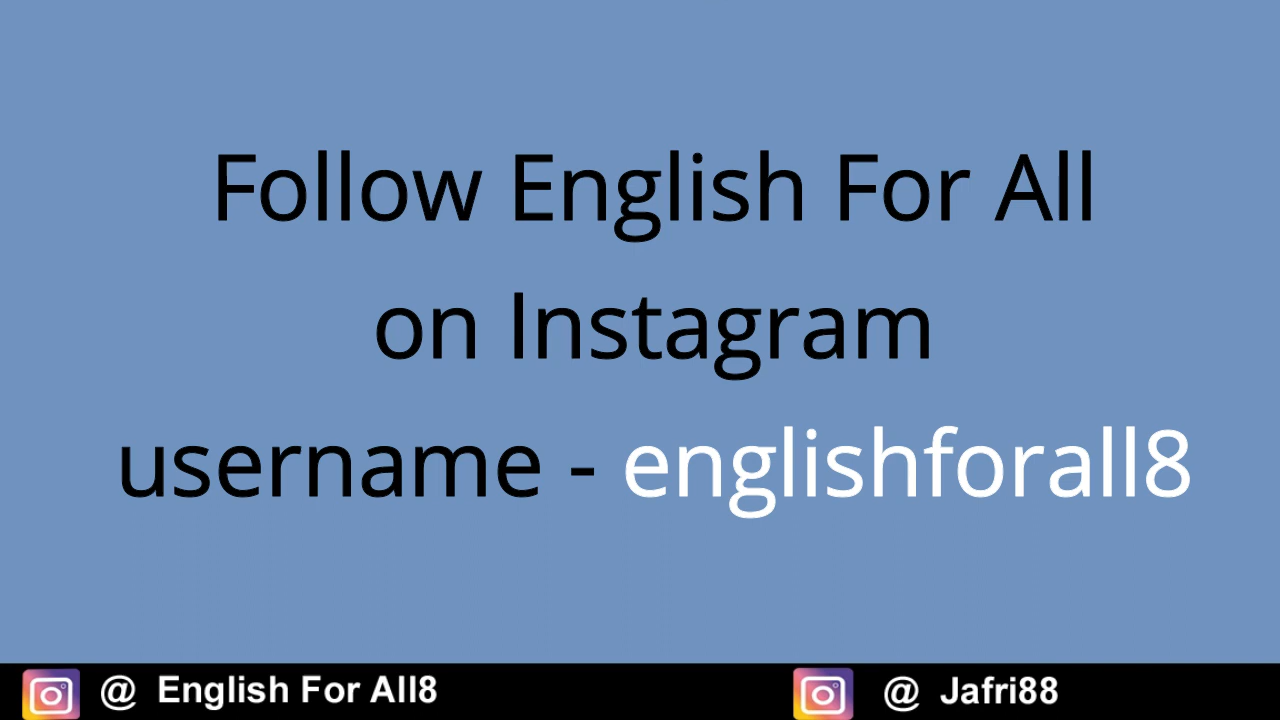 Follow English For All
on Instagram
username - englishforall8
@ English For All8
@ Jafri88